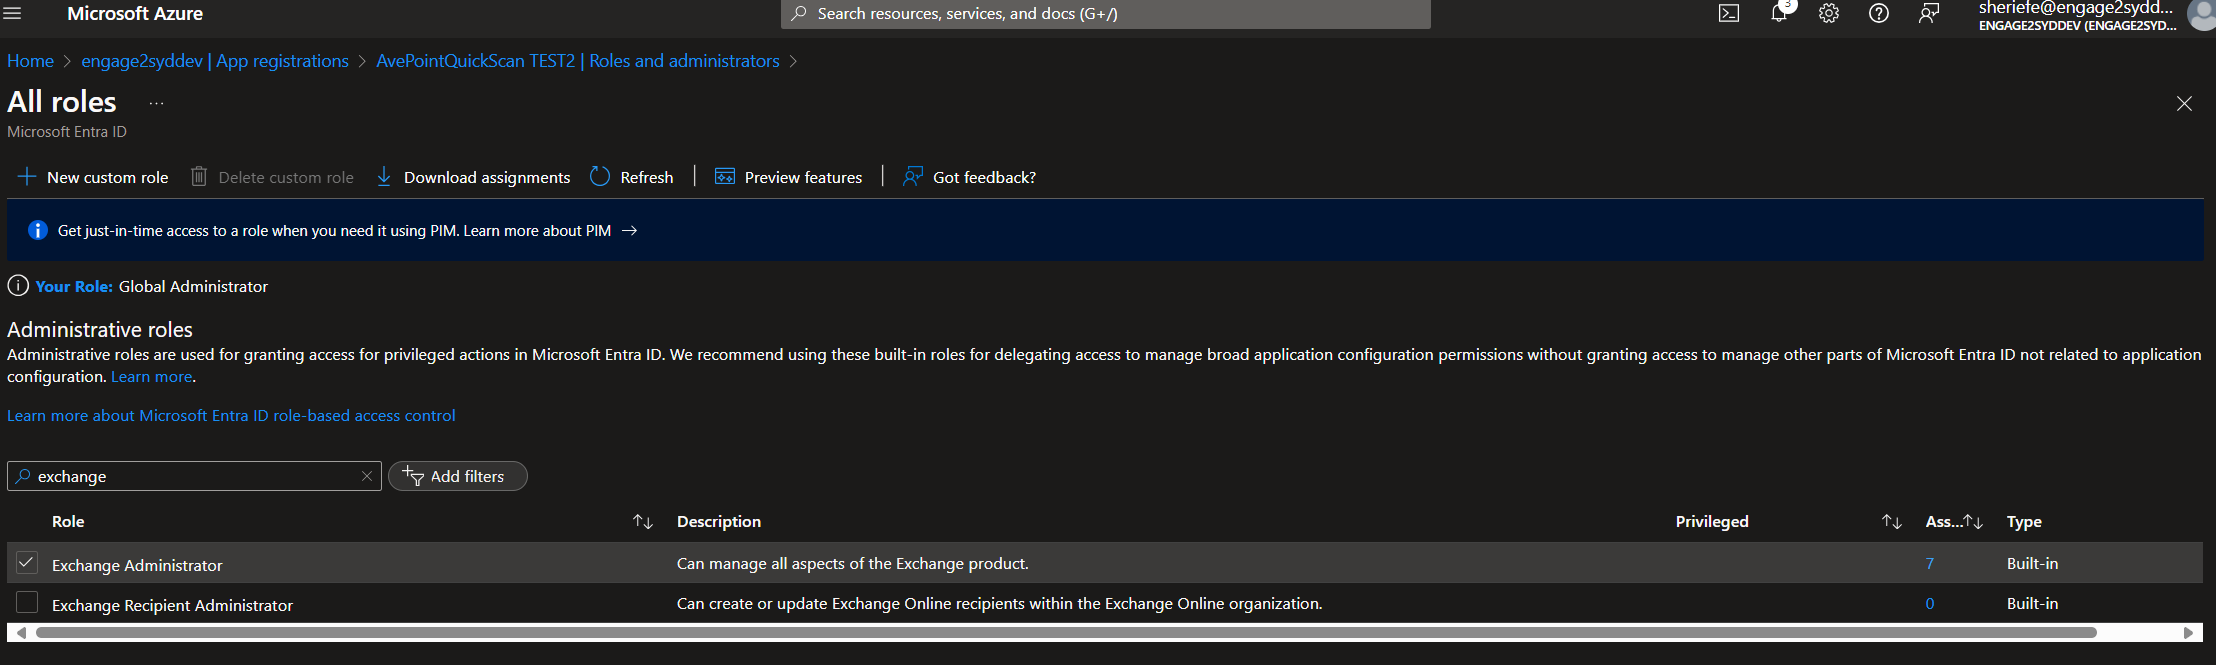 Microsoft Azure
Search resources, services, and docs (G+/)
3
sheriefe@engage2sydd...
ENGAGE2SYDDEV (ENGAGE2SYD...
Home > engage2syddev | App registrations > AvePointQuickScan TEST2 | Roles and administrators >
All roles ...
Microsoft Entra ID
New custom role Delete custom role Download assignments Refresh Preview features Got feedback?
Get just-in-time access to a role when you need it using PIM. Learn more about PIM →
Your Role: Global Administrator
Administrative roles
Administrative roles are used for granting access for privileged actions in Microsoft Entra ID. We recommend using these built-in roles for delegating access to manage broad application configuration permissions without granting access to manage other parts of Microsoft Entra ID not related to application
configuration. Learn more.
Learn more about Microsoft Entra ID role-based access control
exchange Add filters
Role Description Privileged Ass... Type
Exchange Administrator Can manage all aspects of the Exchange product. 7 Built-in
Exchange Recipient Administrator Can create or update Exchange Online recipients within the Exchange Online organization. 0 Built-in